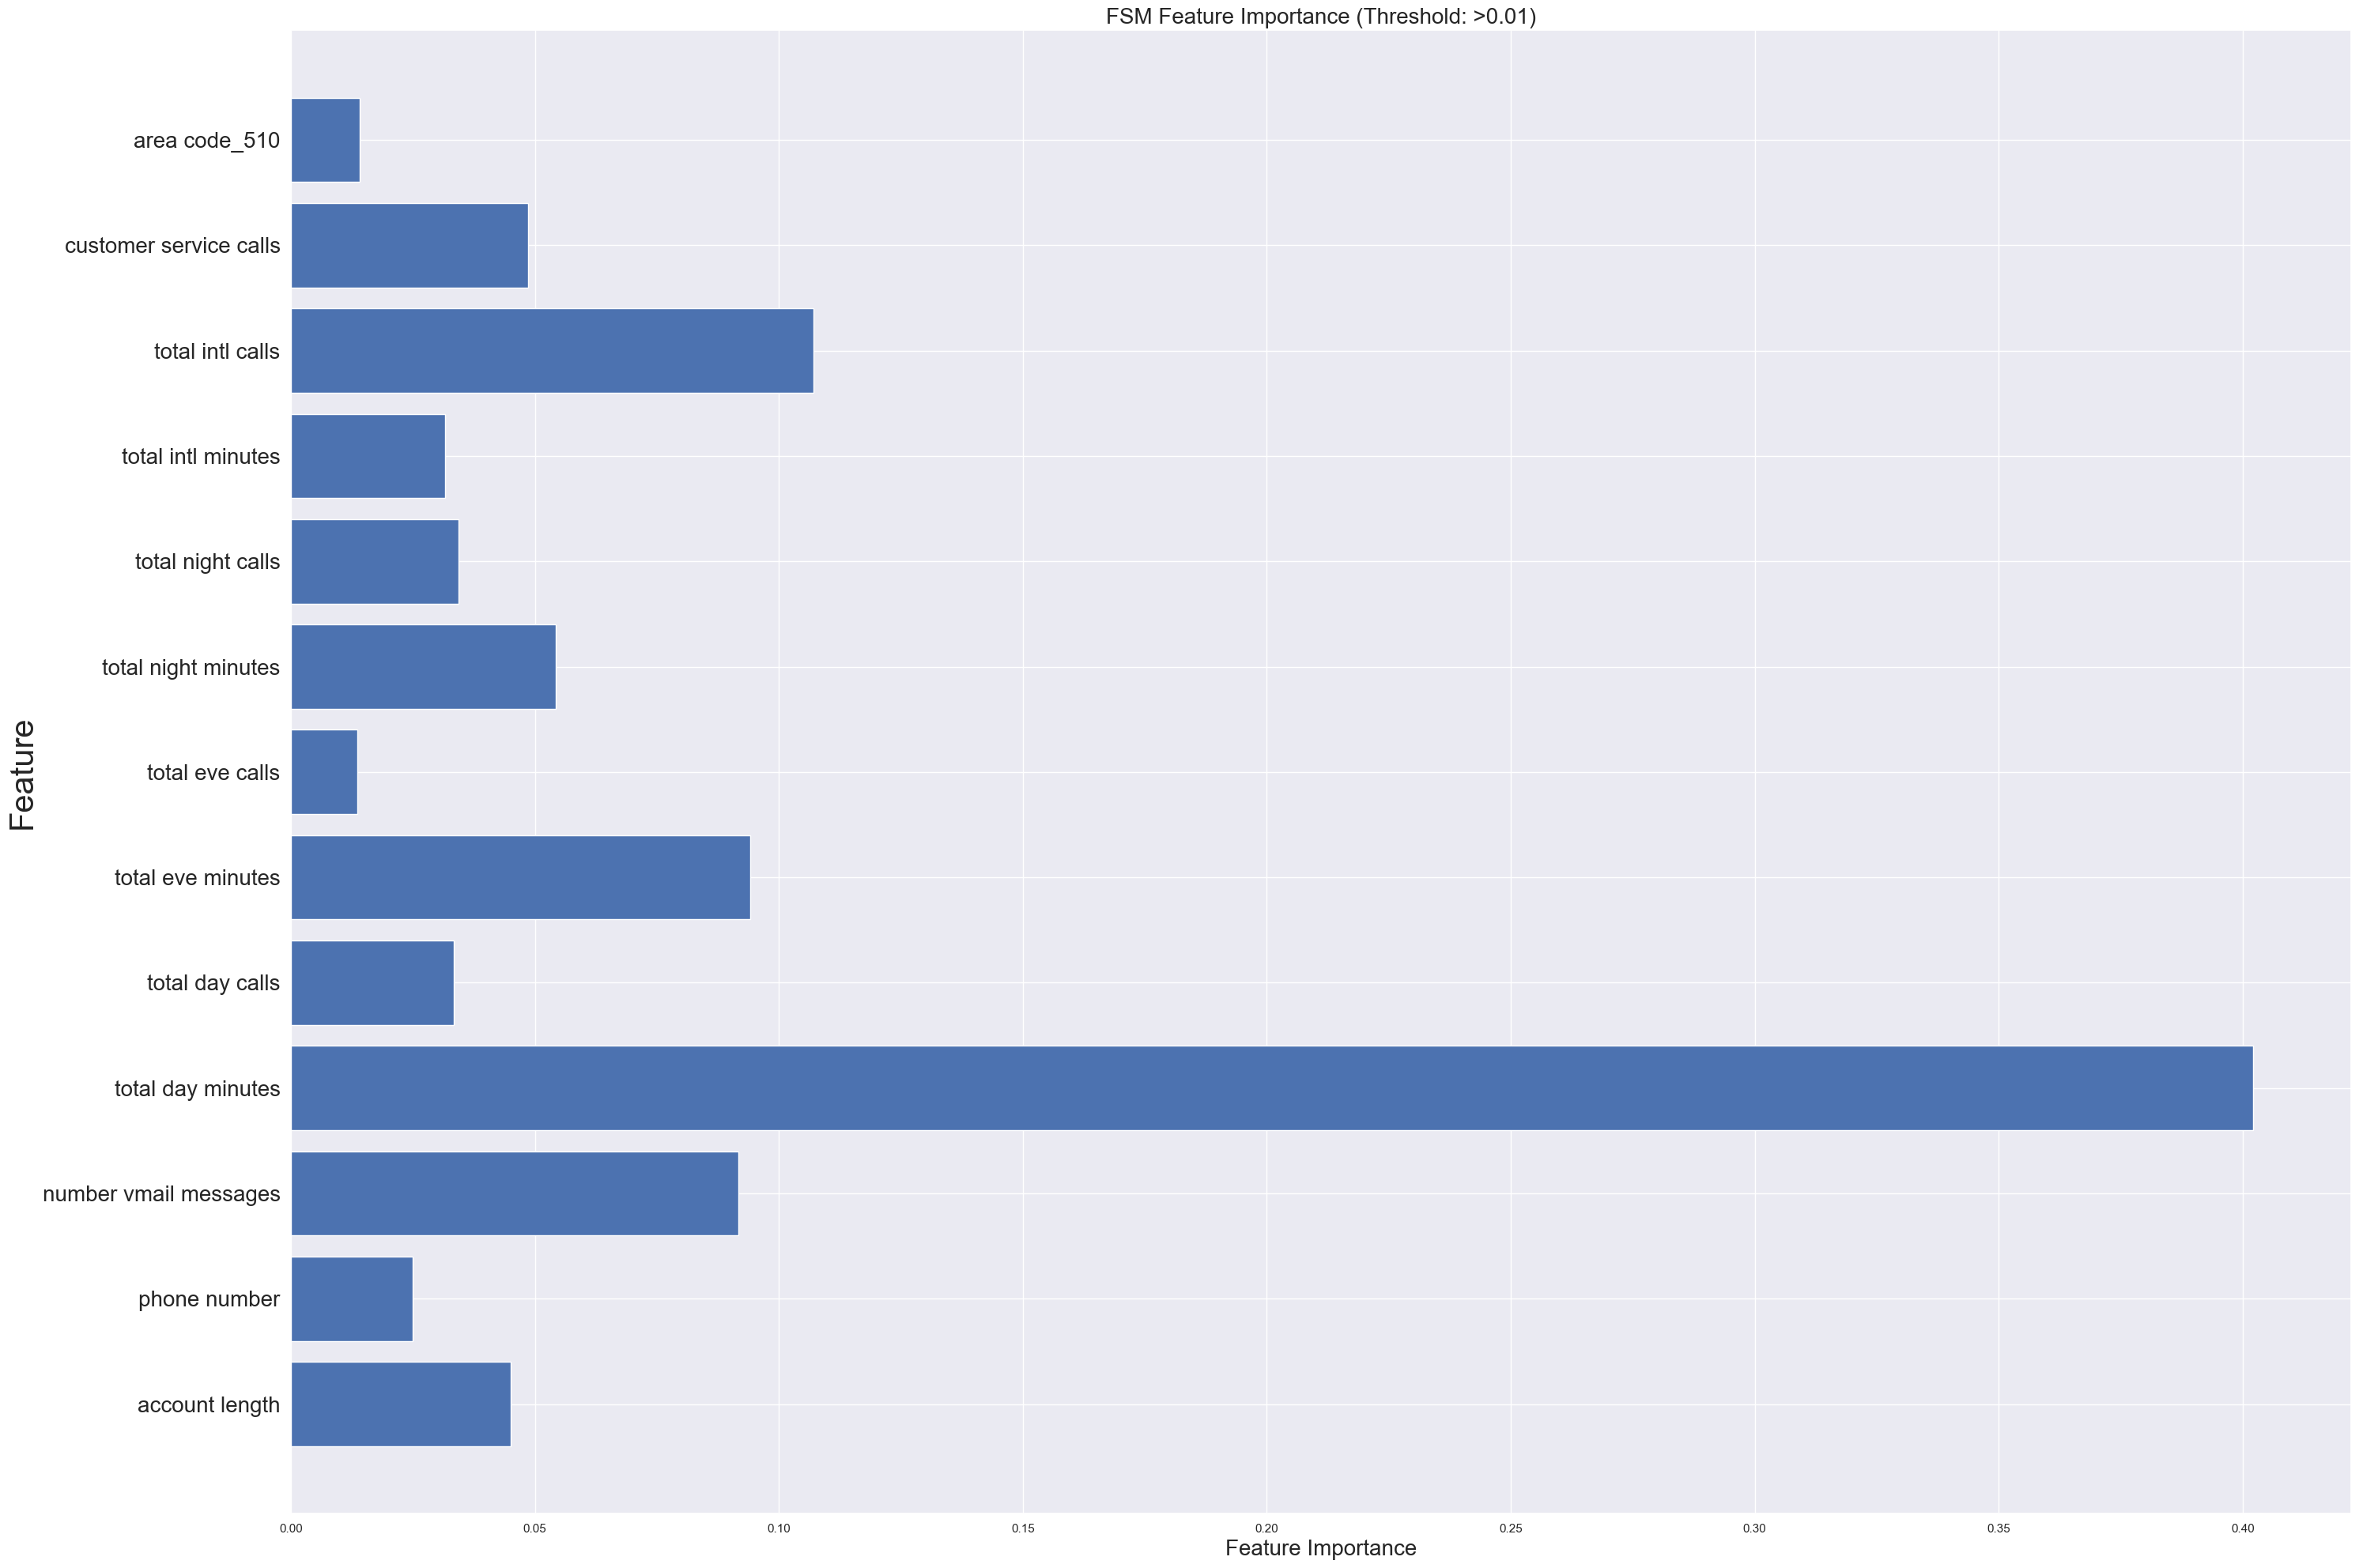 FSM Feature Importance (Threshold: >0.01)
area code_510
customer service calls
total intl calls
total intl minutes
total night calls
total night minutes
total eve calls
total eve minutes
total day calls
total day minutes
number vmail messages
phone number
account length
Feature
0.00 0.05 0.10 0.15 0.20 0.25 0.30 0.35 0.40
Feature Importance